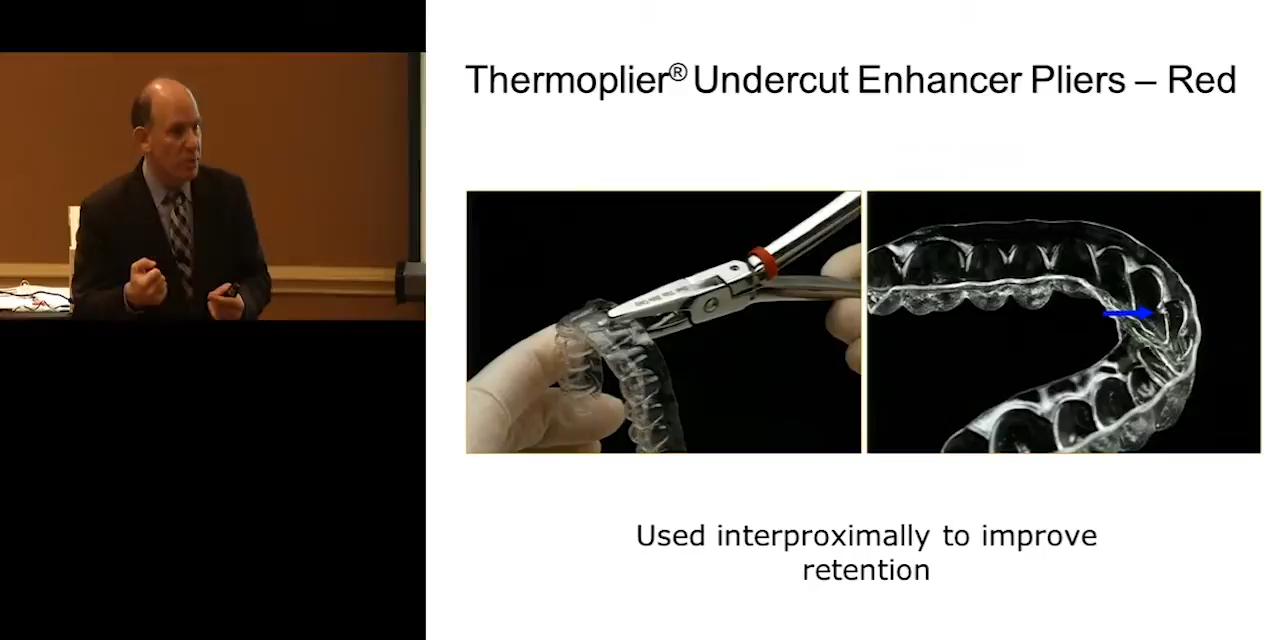 Thermoplier® Undercut Enhancer Pliers – Red
Used interproximally to improve
retention